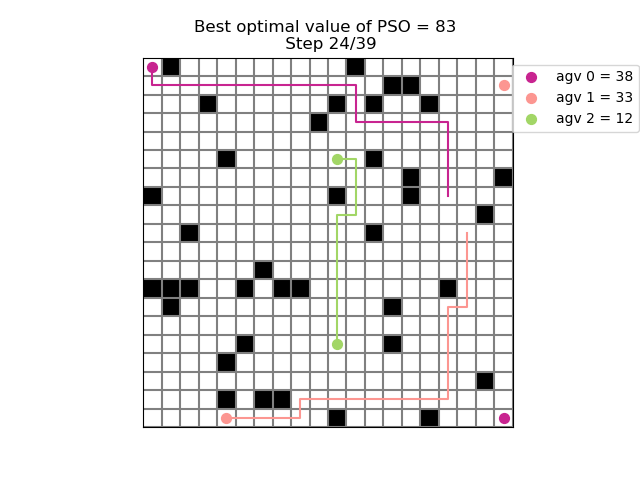 Best optimal value of PSO = 83
Step 24/39
agv 0 = 38
agv 1 = 33
agv 2 = 12